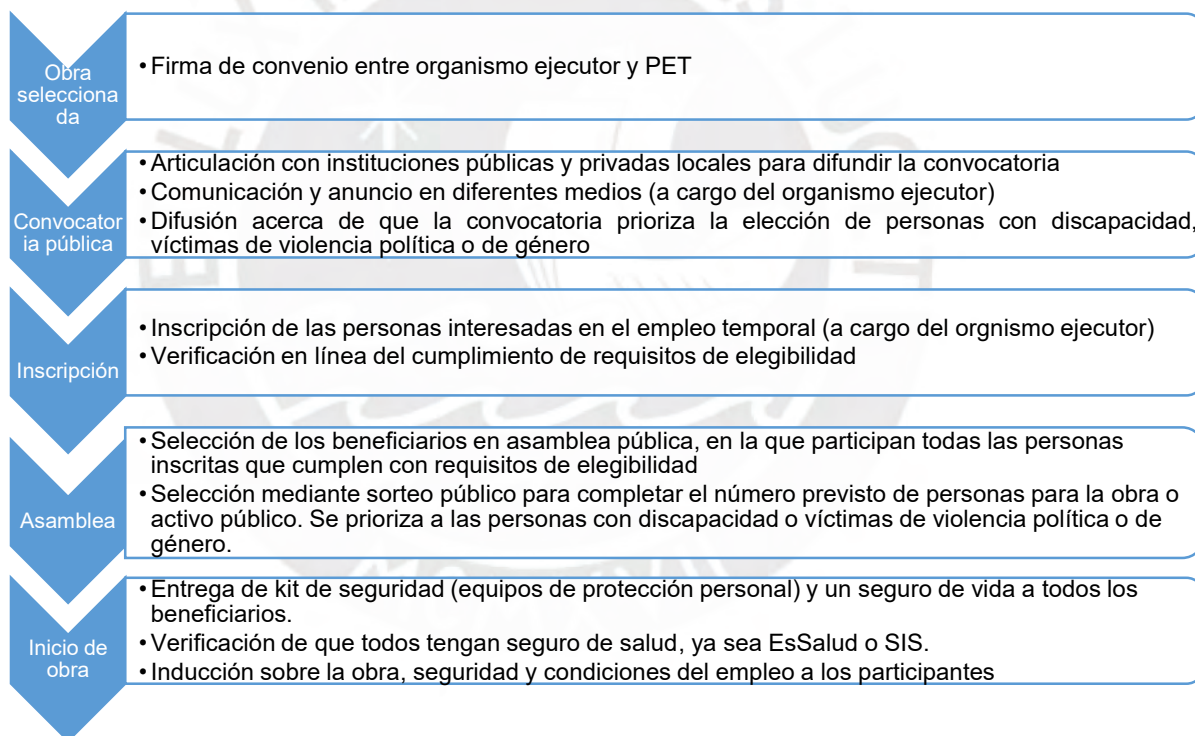 Obra
selecciona
da
• Firma de convenio entre organismo ejecutor y PET
Convocator
ia pública
• Articulación con instituciones públicas y privadas locales para difundir la convocatoria
• Comunicación y anuncio en diferentes medios (a cargo del organismo ejecutor)
• Difusión acerca de que la convocatoria prioriza la elección de personas con discapacidad,
víctimas de violencia política o de género
Inscripción
• Inscripción de las personas interesadas en el empleo temporal (a cargo del orgnismo ejecutor)
• Verificación en línea del cumplimiento de requisitos de elegibilidad
Asamblea
• Selección de los beneficiarios en asamblea pública, en la que participan todas las personas
inscritas que cumplen con requisitos de elegibilidad
• Selección mediante sorteo público para completar el número previsto de personas para la obra o
activo público. Se prioriza a las personas con discapacidad o víctimas de violencia política o de
género.
Inicio de
obra
• Entrega de kit de seguridad (equipos de protección personal) y un seguro de vida a todos los
beneficiarios.
• Verificación de que todos tengan seguro de salud, ya sea EsSalud o SIS.
• Inducción sobre la obra, seguridad y condiciones del empleo a los participantes